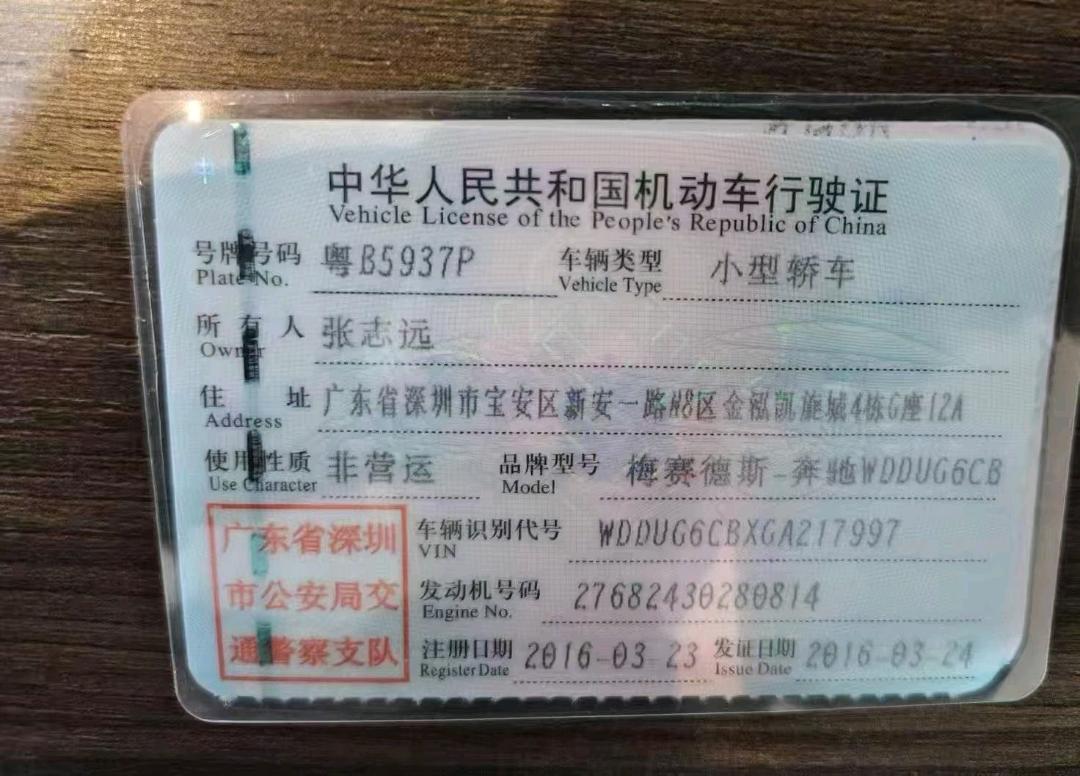 中华人民共和国机动车行驶证
Vehicle License of the People's Republic of China
号牌号码 粤B5937P 车辆类型 小型轿车
Plate No. Vehicle Type
所有人 张志远
Owner
住址 广东省深圳市宝安区新安一路N8区金泓凯旋城4栋G座12A
Address
使用性质 非营运 品牌型号 梅赛德斯-奔驰WDDUG6CB
Use Character Model
车辆识别代号 WDDUG6CBXGA217997
VIN
发动机号码 27682430280814
Engine No.
注册日期 2016-03-23 发证日期 2016-03-24
Register Date Issue Date
广东省深圳
市公安局交
通警察支队